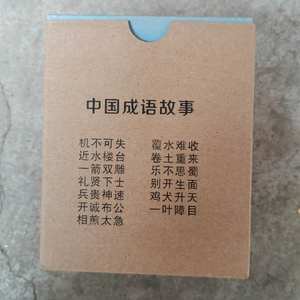 中国成语故事
机不可失
近水楼台
一箭双雕
礼贤下士
兵贵神速
开诚布公
相煎太急
覆水难收
卷土重来
乐不思蜀
别开生面
鸡犬升天
一叶障目